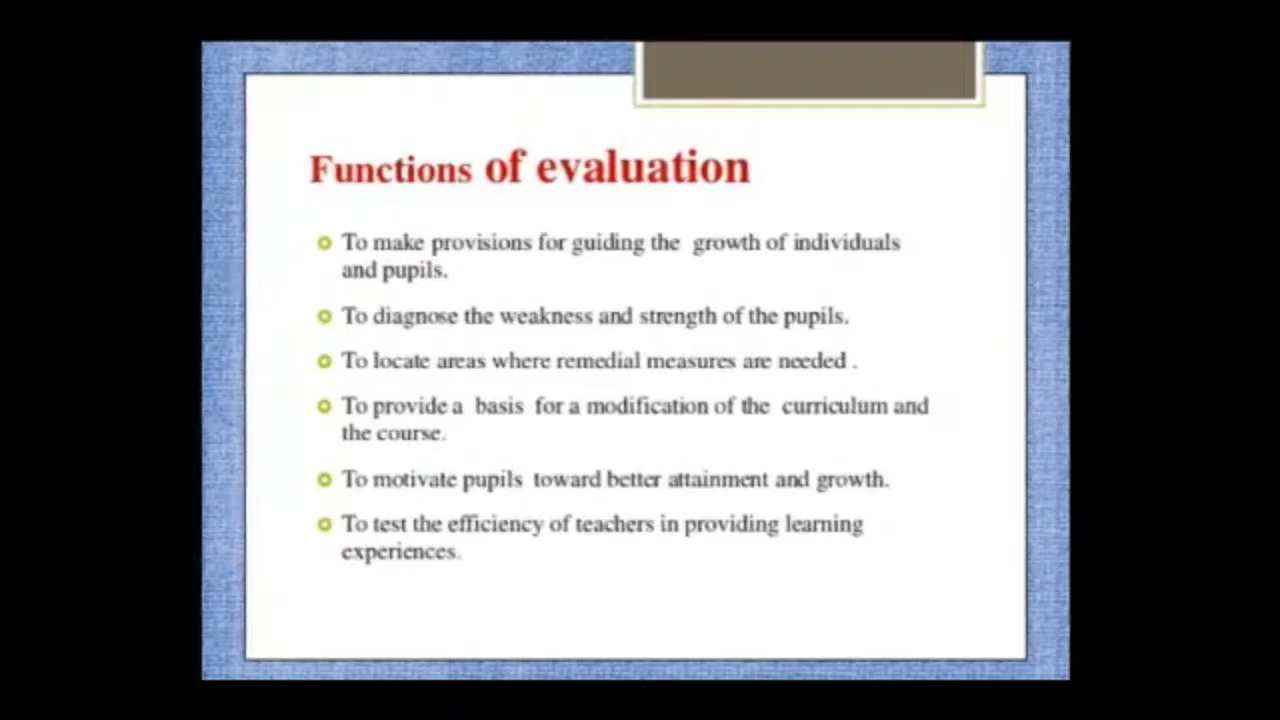 Functions of evaluation
To make provisions for guiding the growth of individuals
and pupils.
To diagnose the weakness and strength of the pupils.
To locate areas where remedial measures are needed .
To provide a basis for a modification of the curriculum and
the course.
To motivate pupils toward better attainment and growth.
To test the efficiency of teachers in providing learning
experiences.